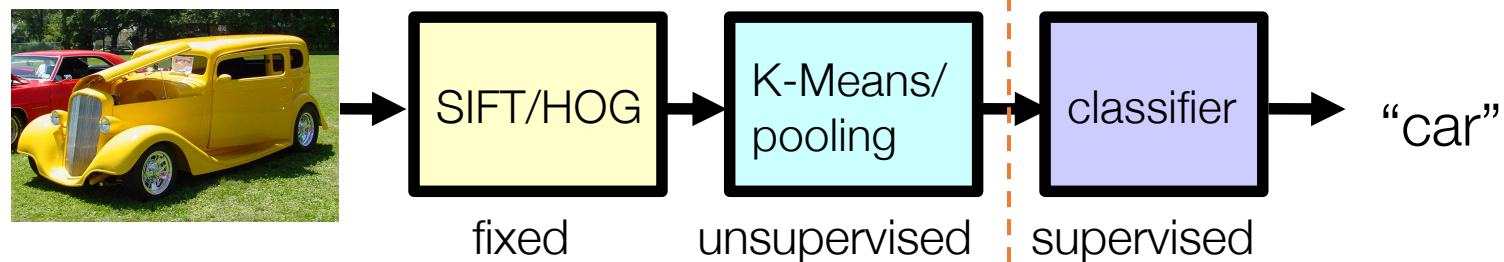 SIFT/HOG
K-Means/
pooling
classifier
“car”
fixed
unsupervised
supervised